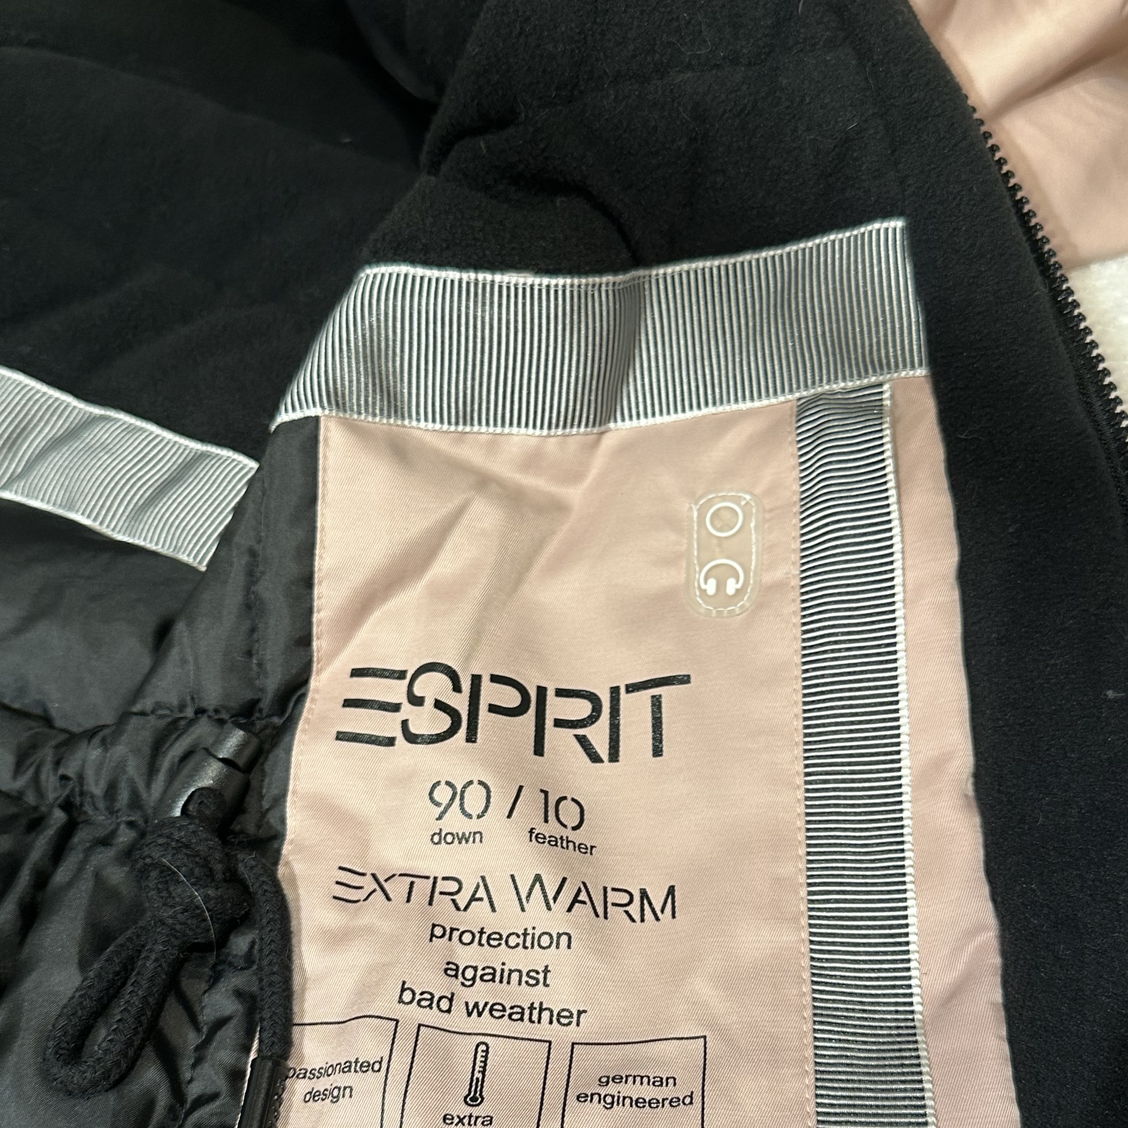 ESPRIT
90 / 10
down feather
EXTRA WARM
protection
against
bad weather
passionated
design
extra
german
engineered